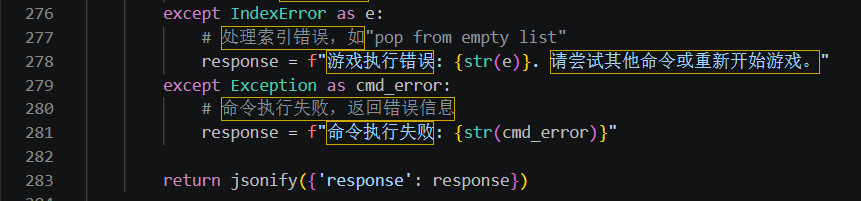 276 except IndexError as e:
277 # 处理索引错误，如"pop from empty list"
278 response = f"游戏执行错误: {str(e)}. 请尝试其他命令或重新开始游戏。"
279 except Exception as cmd_error:
280 # 命令执行失败，返回错误信息
281 response = f"命令执行失败: {str(cmd_error)}"
282
283 return jsonify({'response': response})